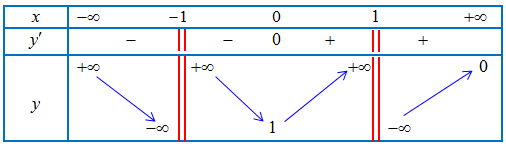 x −∞ −1 0 1 +∞
y′ − − 0 + +
+∞ +∞ +∞ 0
y
−∞ 1 −∞